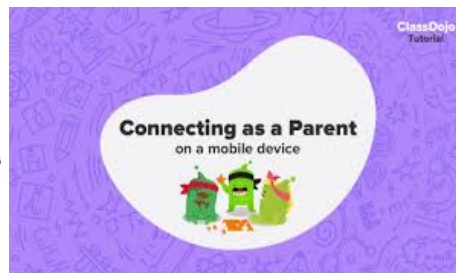 ClassDojo
Tutorial
Connecting as a Parent
on a mobile device